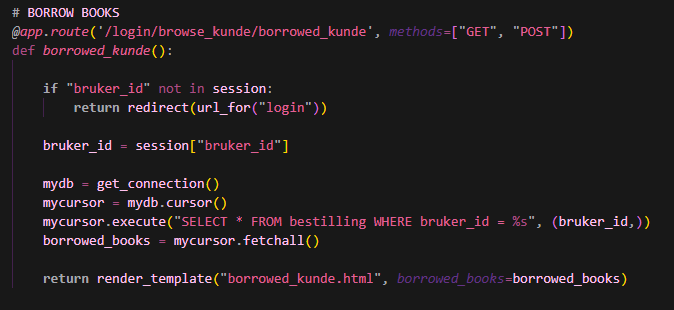 # BORROW BOOKS
@app.route('/login/browse_kunde/borrowed_kunde', methods=["GET", "POST"])
def borrowed_kunde():
if "bruker_id" not in session:
return redirect(url_for("login"))
bruker_id = session["bruker_id"]
mydb = get_connection()
mycursor = mydb.cursor()
mycursor.execute("SELECT * FROM bestilling WHERE bruker_id = %s", (bruker_id,))
borrowed_books = mycursor.fetchall()
return render_template("borrowed_kunde.html", borrowed_books=borrowed_books)